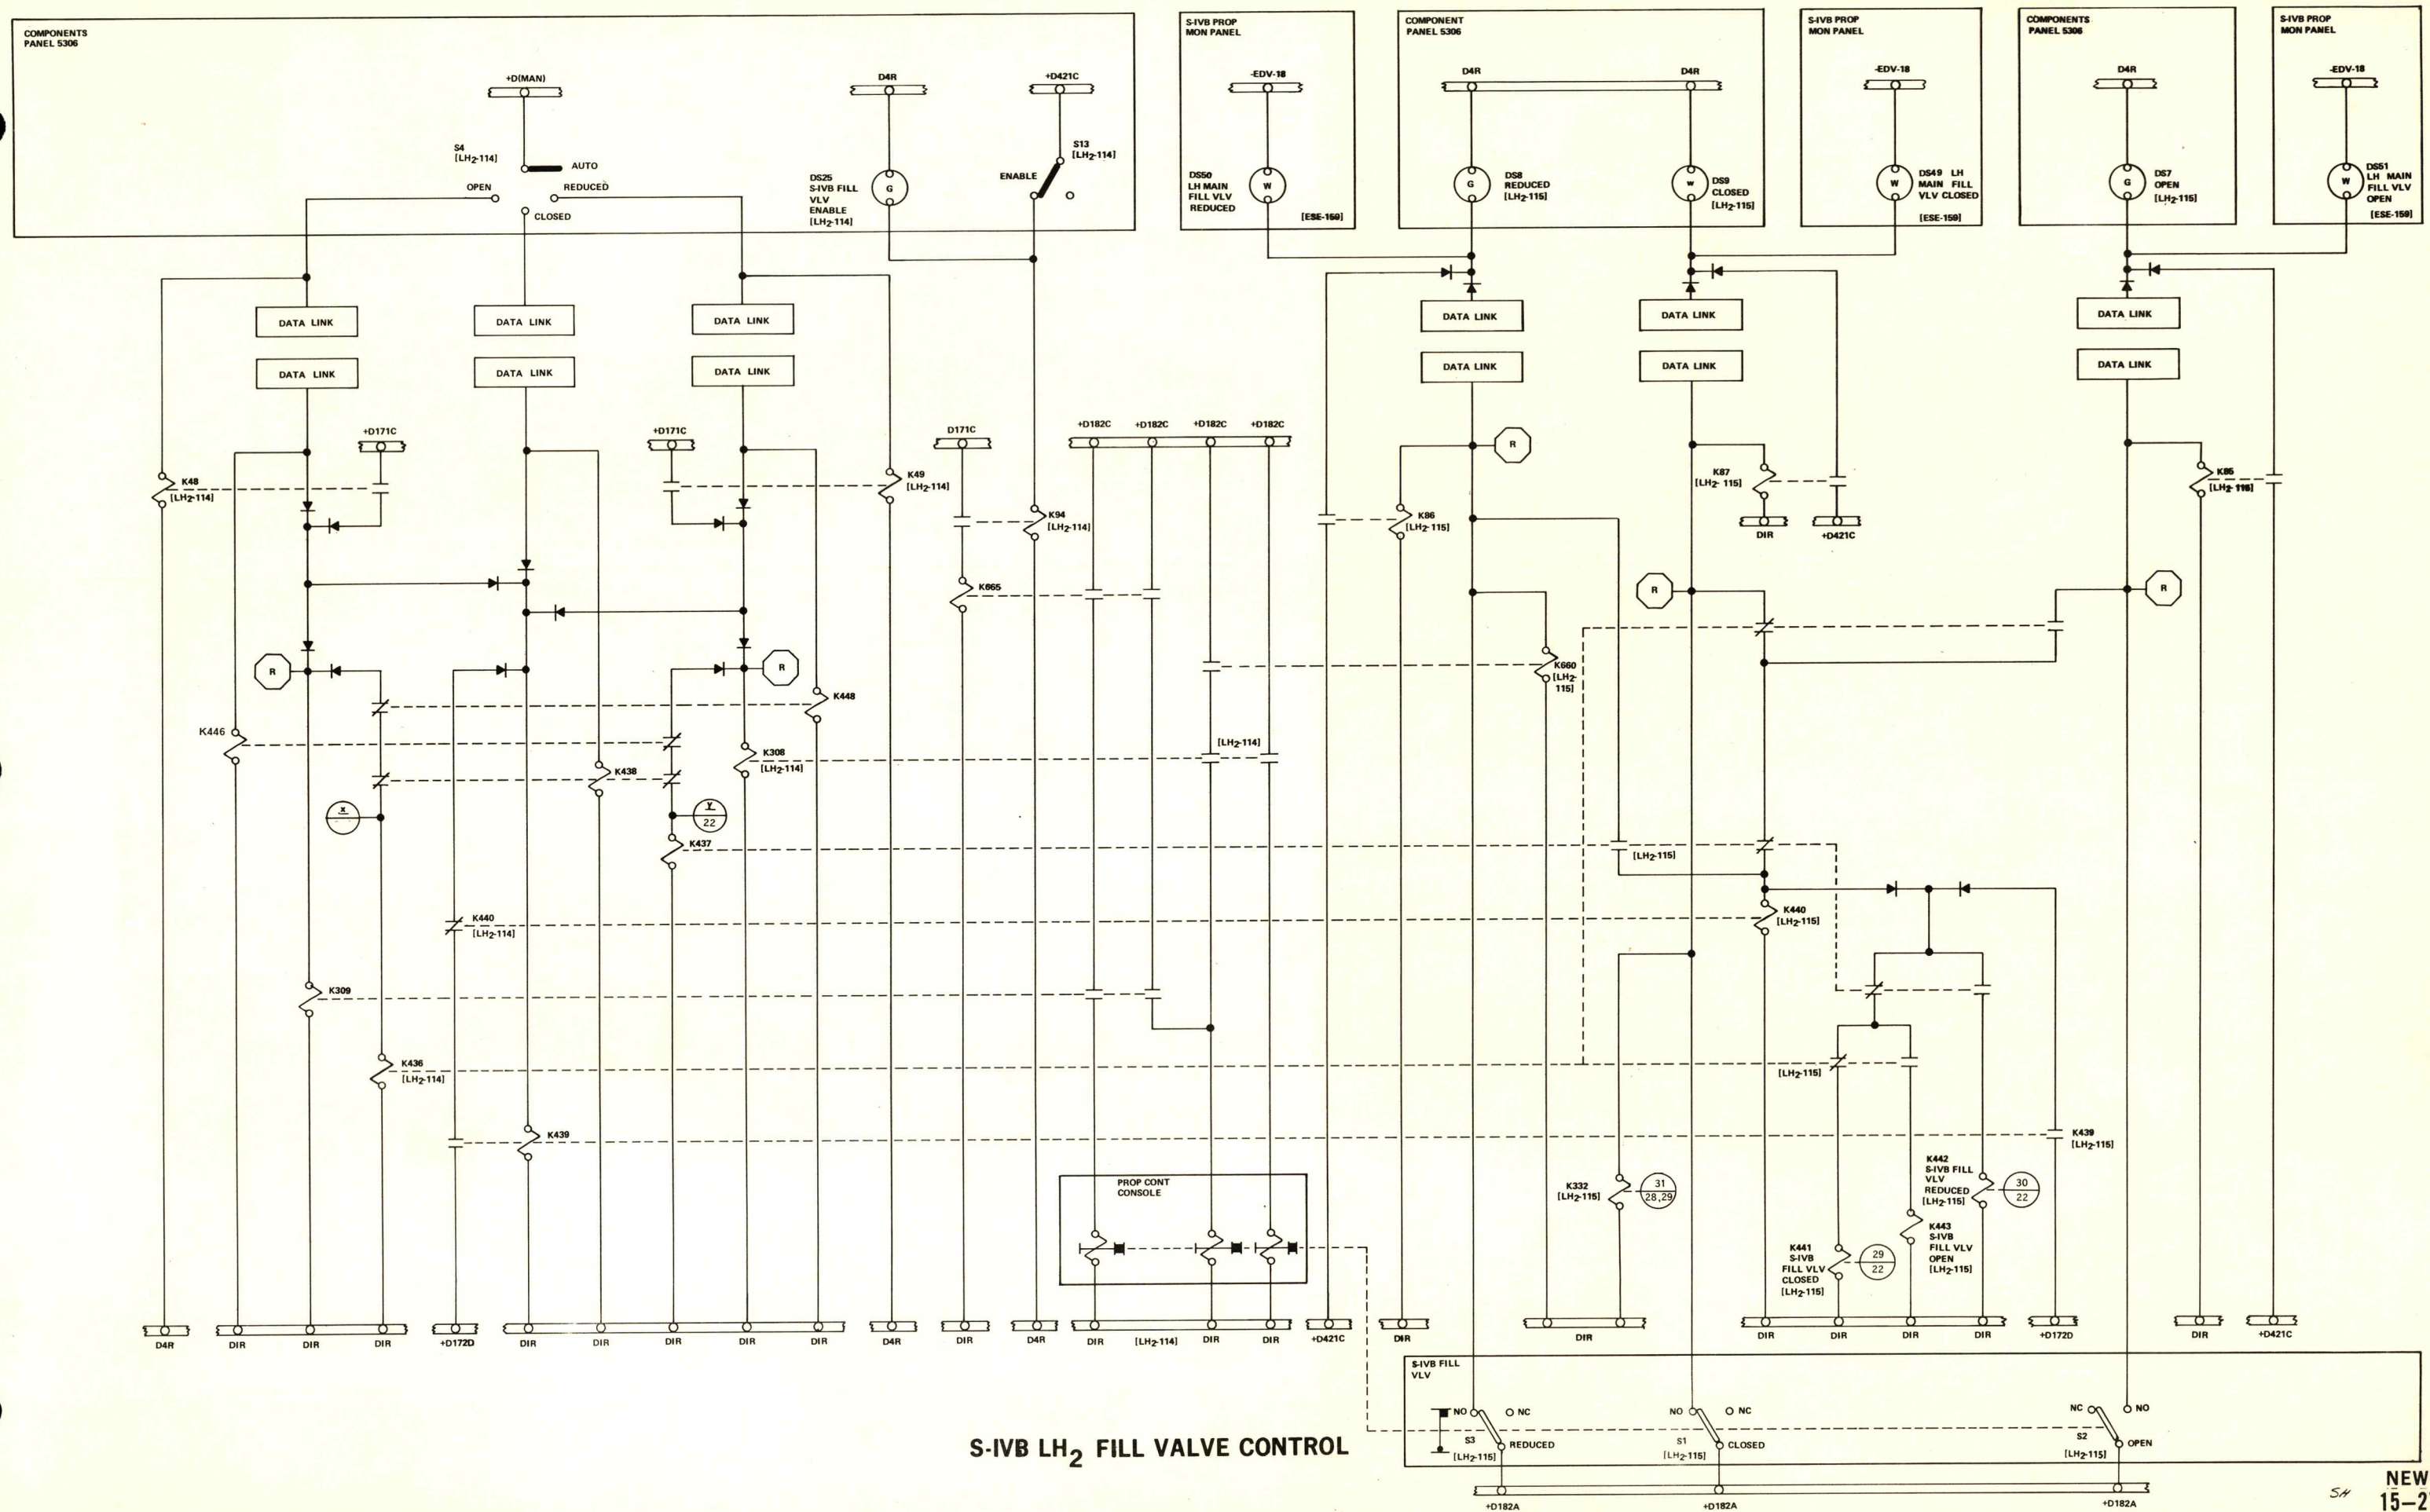 COMPONENTS
PANEL 5306
+D(MAN)
S4
[LH2-114]
AUTO
OPEN
REDUCED
CLOSED
D4R
DS25
S-IVB FILL
VLV
ENABLE
[LH2-114]
G
+D421C
S13
[LH2-114]
ENABLE
S-IVB PROP
MON PANEL
-EDV-18
DS50
LH MAIN
FILL VLV
REDUCED
W
[ESE-159]
COMPONENT
PANEL 5306
D4R
G
DS8
REDUCED
[LH2-115]
D4R
W
DS9
CLOSED
[LH2-115]
S-IVB PROP
MON PANEL
-EDV-18
W
DS49 LH
MAIN FILL
VLV CLOSED
[ESE-159]
COMPONENTS
PANEL 5306
D4R
G
DS7
OPEN
[LH2-115]
S-IVB PROP
MON PANEL
-EDV-18
W
DS51
LH MAIN
FILL VLV
OPEN
[ESE-159]
DATA LINK
DATA LINK
DATA LINK
DATA LINK
DATA LINK
DATA LINK
DATA LINK
DATA LINK
DATA LINK
DATA LINK
DATA LINK
DATA LINK
+D171C
+D171C
D171C
+D182C
+D182C
+D182C
+D182C
R
K48
[LH2-114]
K49
[LH2-114]
K94
[LH2-114]
K86
[LH2-115]
K87
[LH2-115]
DIR
+D421C
K85
[LH2-115]
K665
R
R
R
R
K660
[LH2-
115]
K448
K446
K308
[LH2-114]
[LH2-114]
K438
X
Y
22
K437
[LH2-115]
K440
[LH2-114]
K440
[LH2-115]
K309
K436
[LH2-114]
[LH2-115]
K439
K439
[LH2-115]
PROP CONT
CONSOLE
K332
[LH2-115]
31
28,29
K442
S-IVB FILL
VLV
REDUCED
[LH2-115]
30
22
K443
S-IVB
FILL VLV
OPEN
[LH2-115]
K441
S-IVB
FILL VLV
CLOSED
[LH2-115]
29
22
D4R
DIR
DIR
DIR
+D172D
DIR
DIR
DIR
DIR
DIR
D4R
DIR
D4R
DIR
[LH2-114]
DIR
DIR
+D421C
DIR
DIR
DIR
DIR
DIR
DIR
+D172D
DIR
+D421C
S-IVB FILL
VLV
NO
NC
S3
REDUCED
[LH2-115]
NO
NC
S1
CLOSED
[LH2-115]
NC
NO
S2
OPEN
[LH2-115]
+D182A
+D182A
+D182A
S-IVB LH2 FILL VALVE CONTROL
SH
NEW
15-2